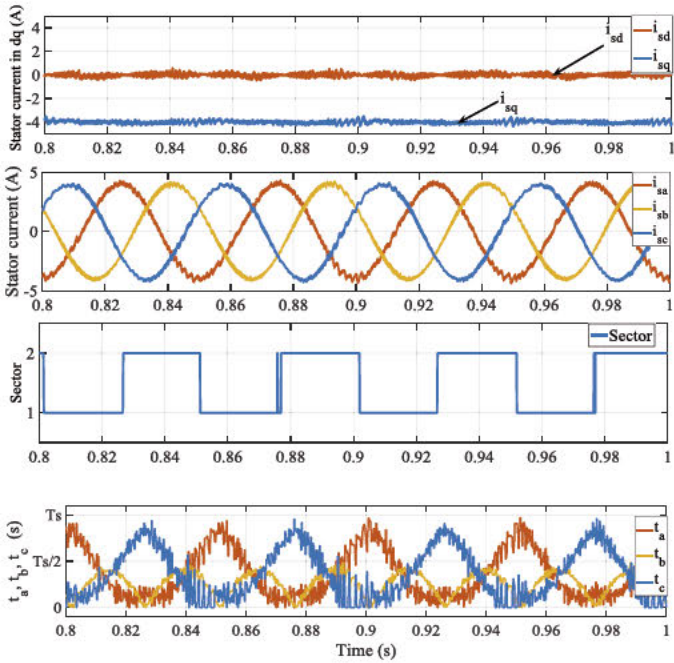 Stator current in dq (A)
4
2
0
-2
-4
i_sd
i_sq
i_sd
i_sq
0.8 0.82 0.84 0.86 0.88 0.9 0.92 0.94 0.96 0.98 1
Stator current (A)
5
0
-5
i_sa
i_sb
i_sc
0.8 0.82 0.84 0.86 0.88 0.9 0.92 0.94 0.96 0.98 1
Sector
2
1
Sector
0.8 0.82 0.84 0.86 0.88 0.9 0.92 0.94 0.96 0.98 1
t_a, t_b, t_c (s)
Ts
Ts/2
0
t_a
t_b
t_c
0.8 0.82 0.84 0.86 0.88 0.9 0.92 0.94 0.96 0.98 1
Time (s)